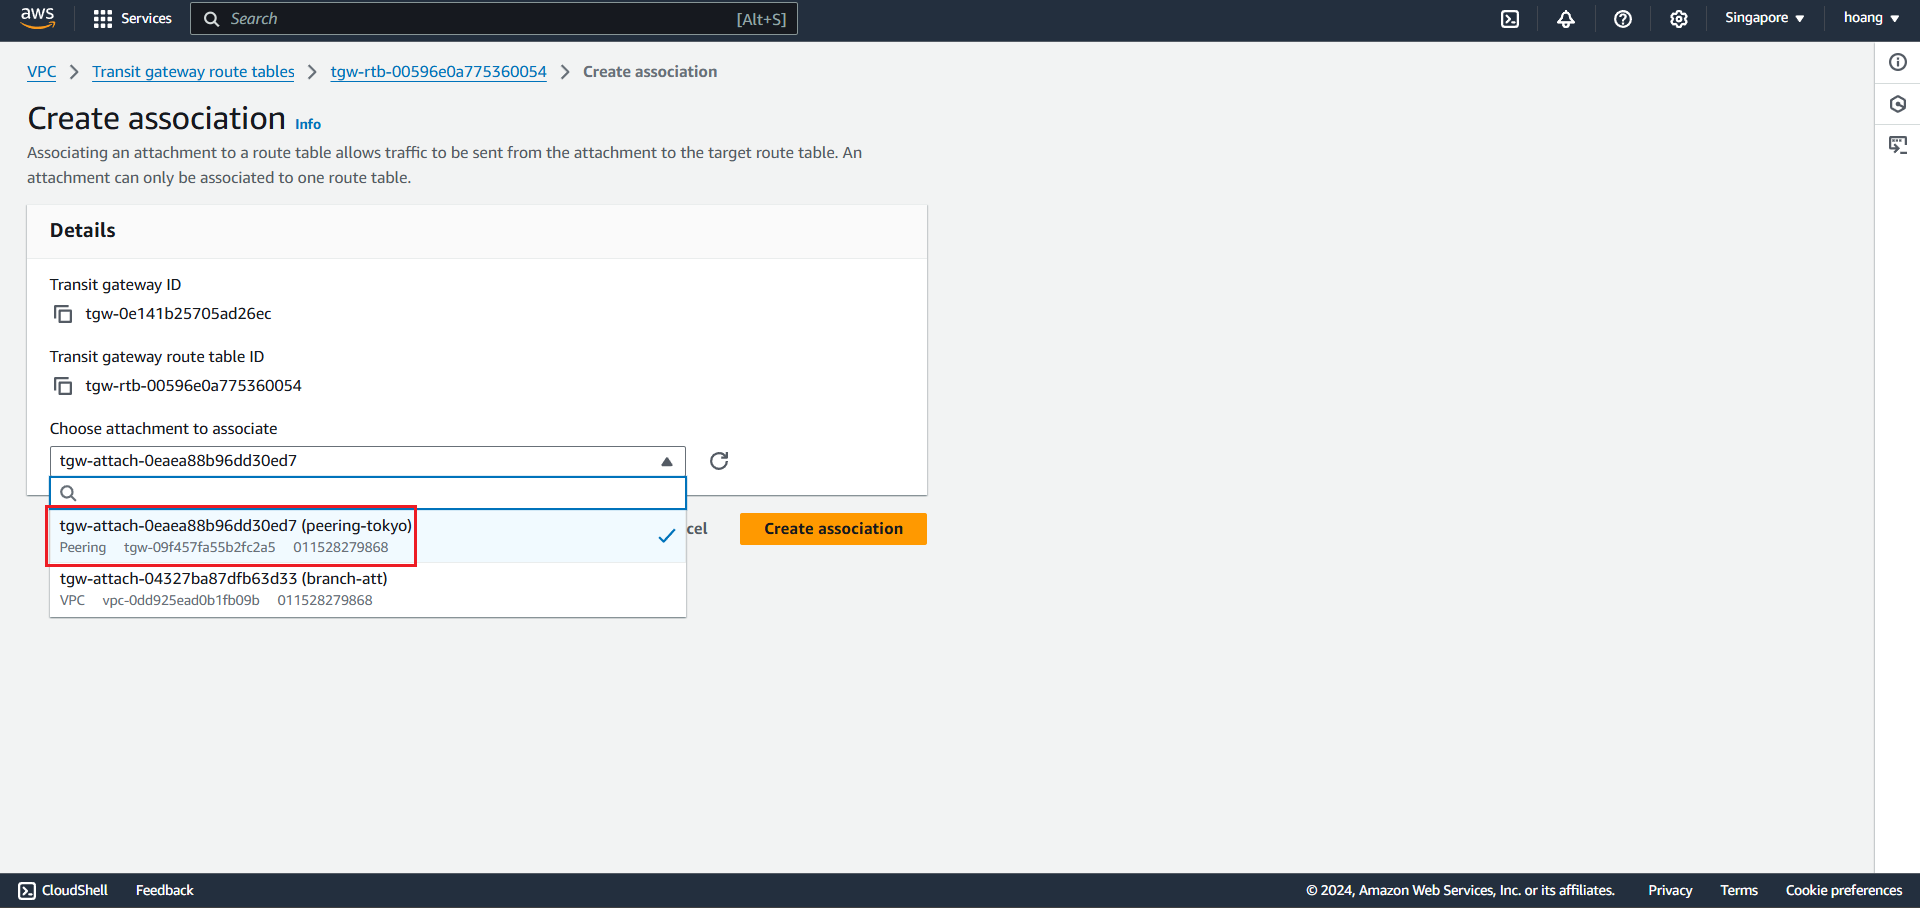 aws
Services
Search
[Alt+S]
Singapore
hoang
VPC
Transit gateway route tables
tgw-rtb-00596e0a775360054
Create association
Create association
Info
Associating an attachment to a route table allows traffic to be sent from the attachment to the target route table. An
attachment can only be associated to one route table.
Details
Transit gateway ID
tgw-0e141b25705ad26ec
Transit gateway route table ID
tgw-rtb-00596e0a775360054
Choose attachment to associate
tgw-attach-0eaea88b96dd30ed7
tgw-attach-0eaea88b96dd30ed7 (peering-tokyo)
Peering tgw-09f457fa55b2fc2a5 011528279868
tgw-attach-04327ba87dfb63d33 (branch-att)
VPC vpc-0dd925ead0b1fb09b 011528279868
cel
Create association
CloudShell
Feedback
© 2024, Amazon Web Services, Inc. or its affiliates.
Privacy
Terms
Cookie preferences